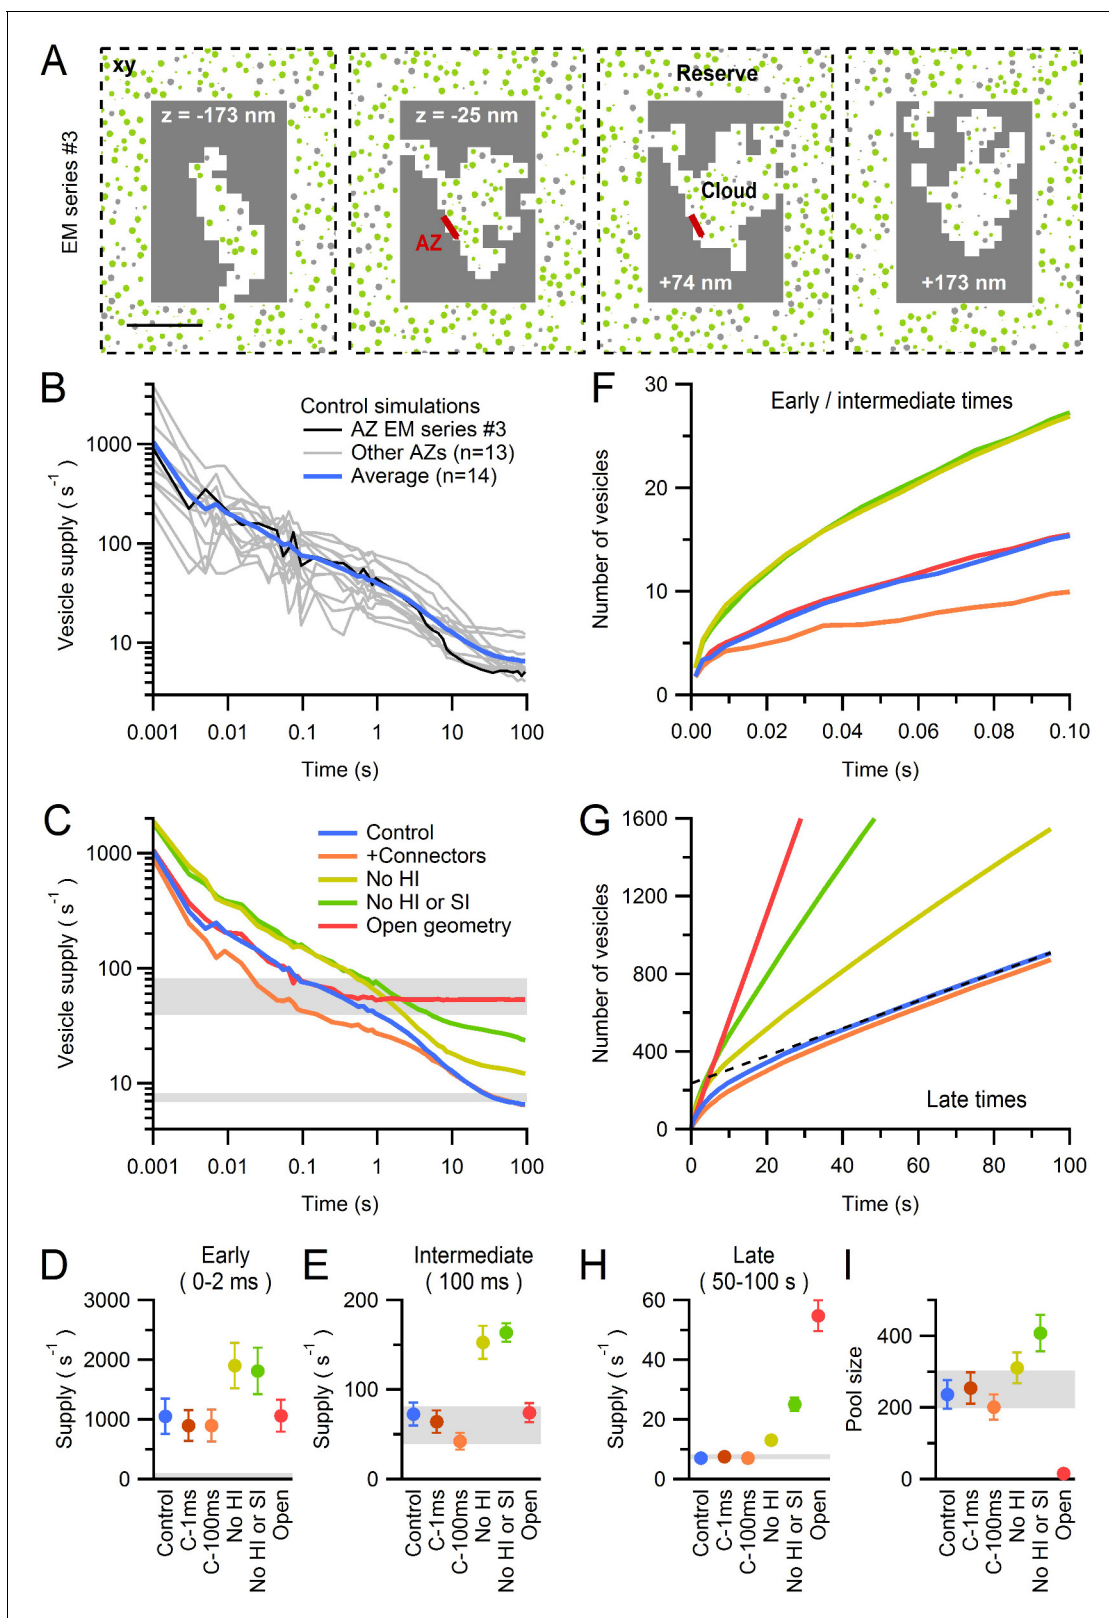 A
EM series #3
xy
z = -173 nm
z = -25 nm
AZ
Reserve
Cloud
+74 nm
+173 nm
B
Vesicle supply ( s⁻¹ )
1000
100
10
Control simulations
AZ EM series #3
Other AZs (n=13)
Average (n=14)
0.001 0.01 0.1 1 10 100
Time (s)
F
Number of vesicles
30
20
10
0
Early / intermediate times
0.00 0.02 0.04 0.06 0.08 0.10
Time (s)
C
Vesicle supply ( s⁻¹ )
1000
100
10
Control
+Connectors
No HI
No HI or SI
Open geometry
0.001 0.01 0.1 1 10 100
Time (s)
G
Number of vesicles
1600
1200
800
400
0
Late times
0 20 40 60 80 100
Time (s)
D
Early
( 0-2 ms )
Supply ( s⁻¹ )
3000
2000
1000
0
Control
C-1ms
C-100ms
No HI
No HI or SI
Open
E
Intermediate
( 100 ms )
Supply ( s⁻¹ )
200
100
0
Control
C-1ms
C-100ms
No HI
No HI or SI
Open
H
Late
( 50-100 s )
Supply ( s⁻¹ )
60
40
20
0
Control
C-1ms
C-100ms
No HI
No HI or SI
Open
I
Pool size
400
200
0
Control
C-1ms
C-100ms
No HI
No HI or SI
Open